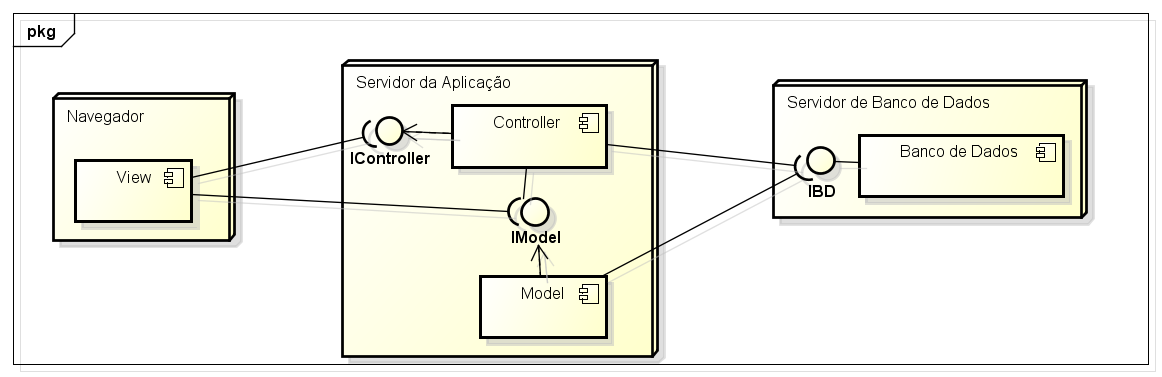 pkg
Navegador
View
Servidor da Aplicação
Controller
IController
IModel
Model
Servidor de Banco de Dados
Banco de Dados
IBD